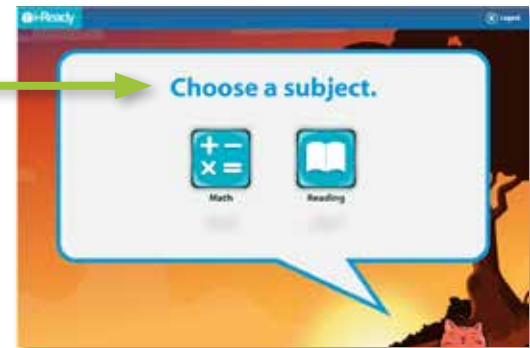 i-Ready
Logout
Choose a subject.
+ −
× =
Math
Reading